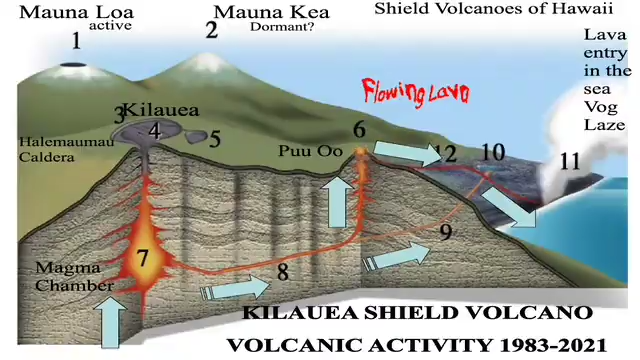 Mauna Loa
active
1
Mauna Kea
Dormant?
2
Shield Volcanoes of Hawaii
Lava
entry
in the
sea
Vog
Laze
Flowing Lava
3
Kilauea
4
5
Halemaumau
Caldera
Puu Oo
6
12
10
11
7
8
9
Magma
Chamber
KILAUEA SHIELD VOLCANO
VOLCANIC ACTIVITY 1983-2021